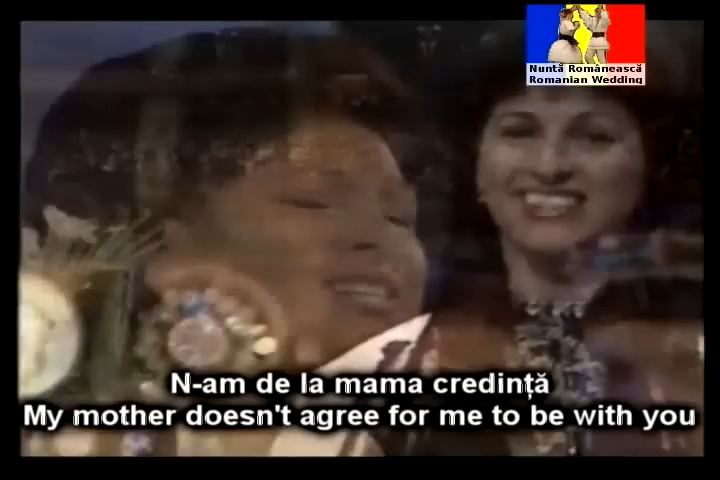 Nuntă Românească
Romanian Wedding
N-am de la mama credință
My mother doesn't agree for me to be with you